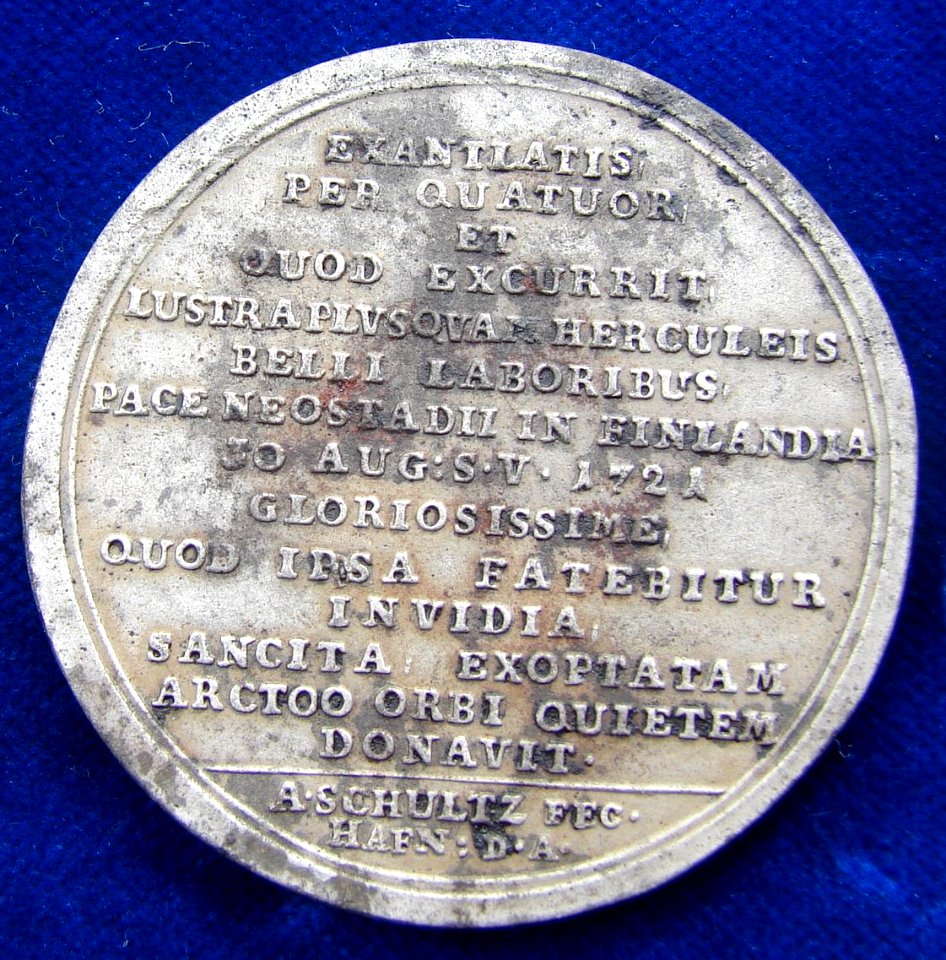 EXANTLATIS
PER QUATUOR
ET
QUOD EXCURRIT
LUSTRA PLVSQVAM HERCULEIS
BELLI LABORIBUS
PACE NEOSTADII IN FINLANDIA
30 AUG: S·V· 1721
GLORIOSISSIME
QUOD IPSA FATEBITUR
INVIDIA
SANCITA EXOPTATAM
ARCTOO ORBI QUIETEM
DONAVIT·
A·SCHULTZ FEC·
HAFN: D·A·